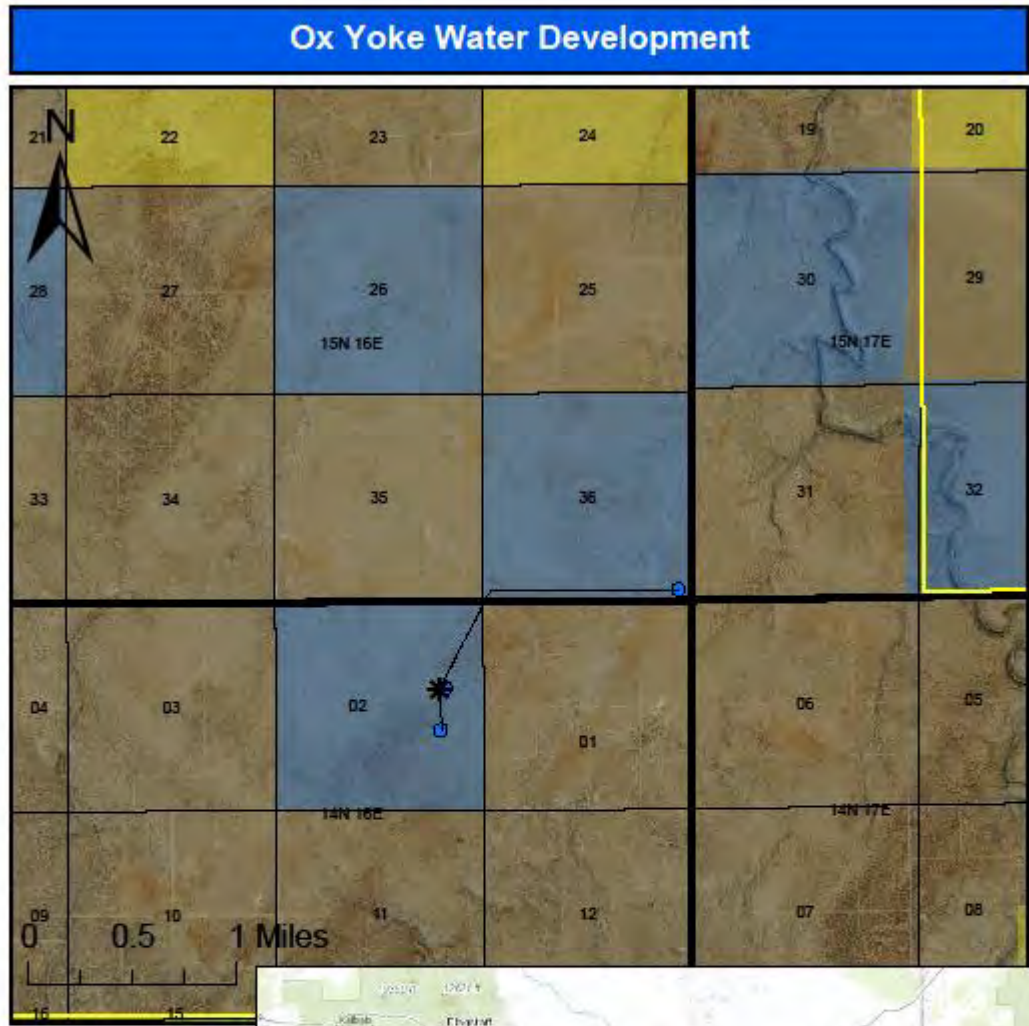 Ox Yoke Water Development
N
21 22 23 24 19 20
28 27 26 25 30 29
15N 16E 15N 17E
33 34 35 36 31 32
04 03 02 01 06 05
14N 16E 14N 17E
09 10 11 12 07 08
0 0.5 1 Miles
16 15